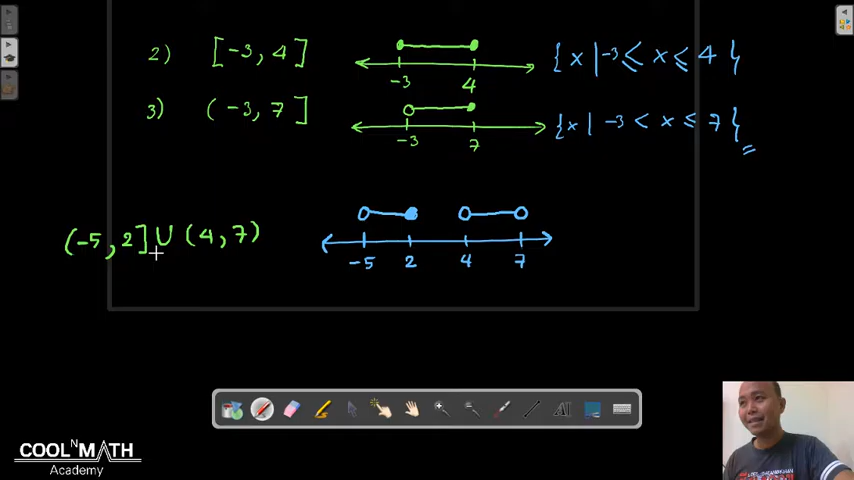 2) [-3, 4] -3 4 {x | -3 ≤ x ≤ 4}
3) (-3, 7] -3 7 {x | -3 < x ≤ 7}
(-5, 2] U (4, 7) -5 2 4 7
COOL N MATH
Academy